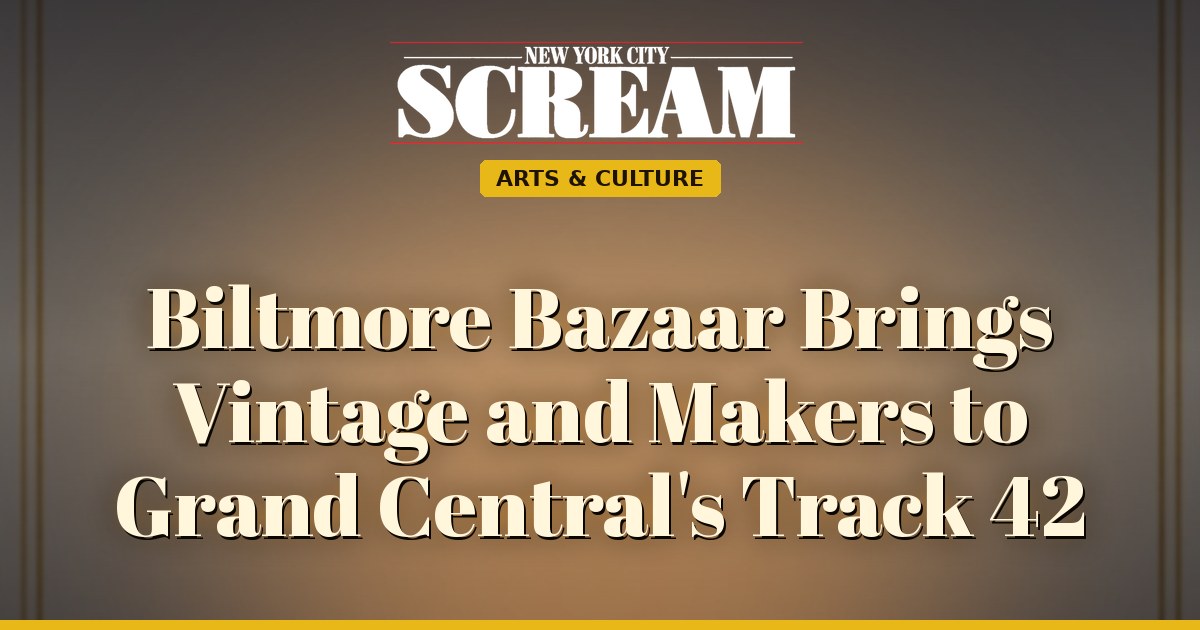 NEW YORK CITY
SCREAM
ARTS & CULTURE
Biltmore Bazaar Brings
Vintage and Makers to
Grand Central's Track 42